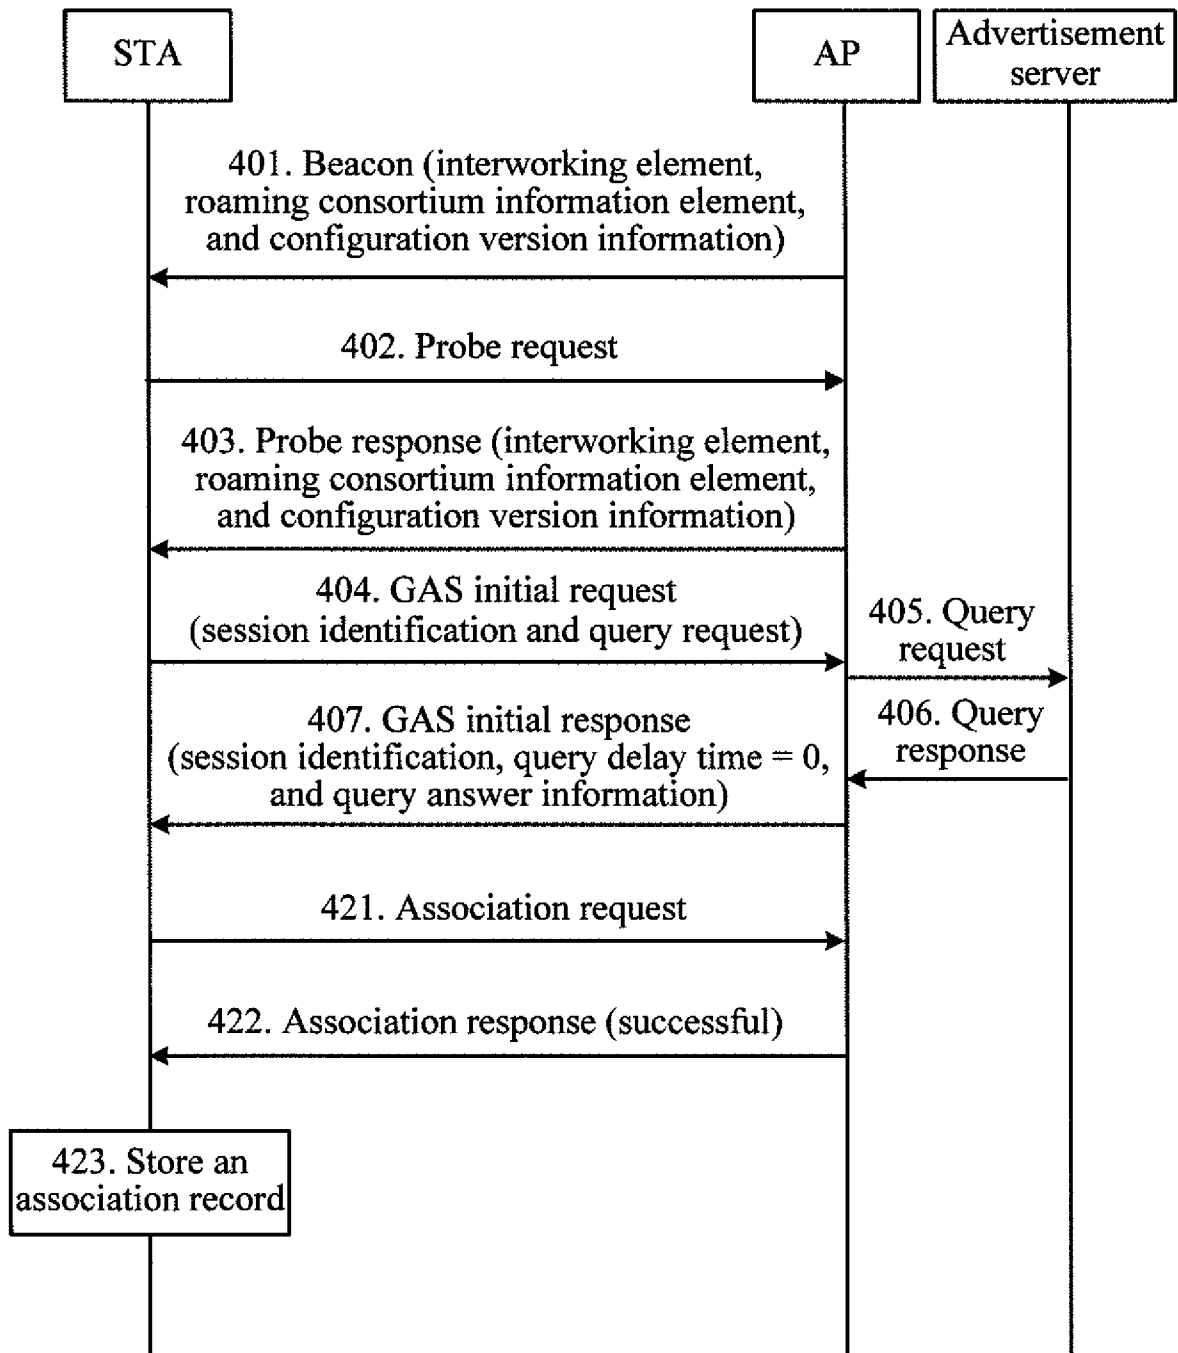 STA
AP
Advertisement
server
401. Beacon (interworking element,
roaming consortium information element,
and configuration version information)
402. Probe request
403. Probe response (interworking element,
roaming consortium information element,
and configuration version information)
404. GAS initial request
(session identification and query request)
405. Query
request
406. Query
response
407. GAS initial response
(session identification, query delay time = 0,
and query answer information)
421. Association request
422. Association response (successful)
423. Store an
association record